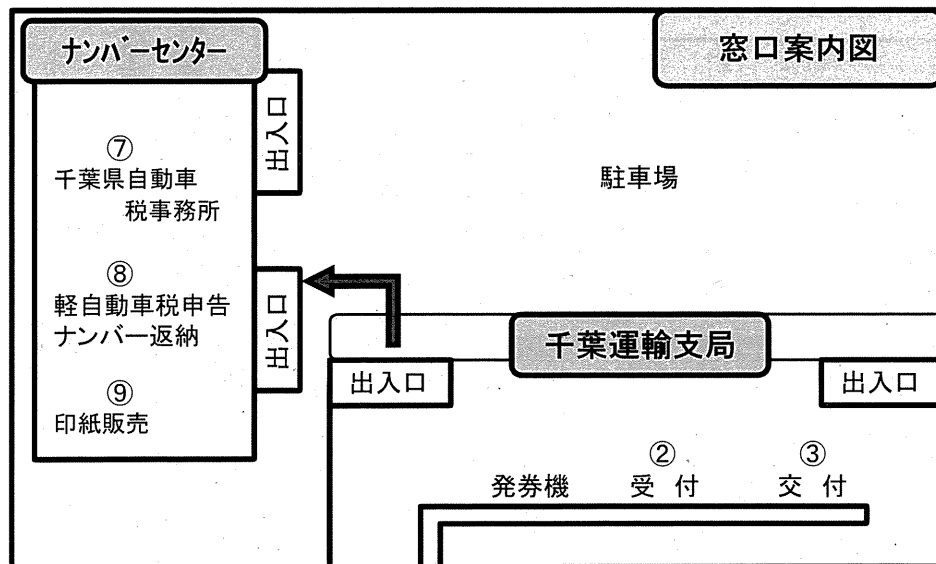 ナンバーセンター
窓口案内図
出入口
⑦
千葉県自動車
税事務所
駐車場
⑧
軽自動車税申告
ナンバー返納
出入口
⑨
印紙販売
千葉運輸支局
出入口
出入口
発券機
②
受 付
③
交 付